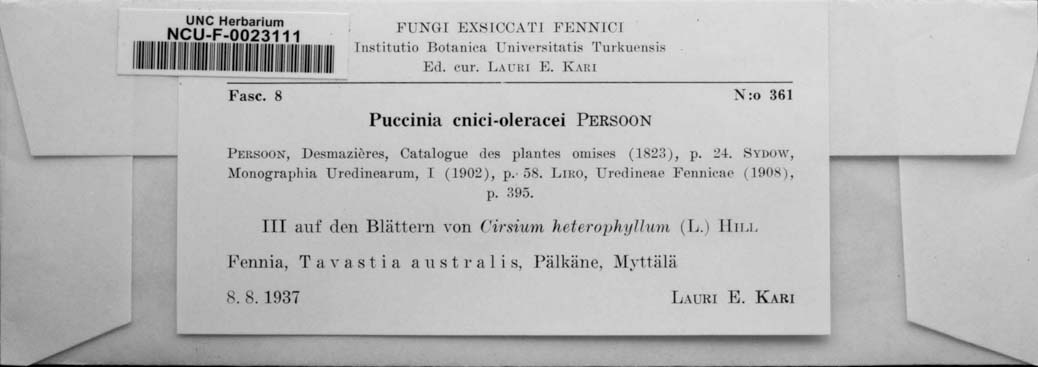 UNC Herbarium
NCU-F-0023111
FUNGI EXSICCATI FENNICI
Institutio Botanica Universitatis Turkuensis
Ed. cur. LAURI E. KARI
Fasc. 8 N:o 361
Puccinia cnici-oleracei PERSOON
PERSOON, Desmazières, Catalogue des plantes omises (1823), p. 24. SYDOW,
Monographia Uredinearum, I (1902), p. 58. LIRO, Uredineae Fennicae (1908),
p. 395.
III auf den Blättern von Cirsium heterophyllum (L.) HILL
Fennia, Tavastia australis, Pälkäne, Myttälä
8. 8. 1937 LAURI E. KARI